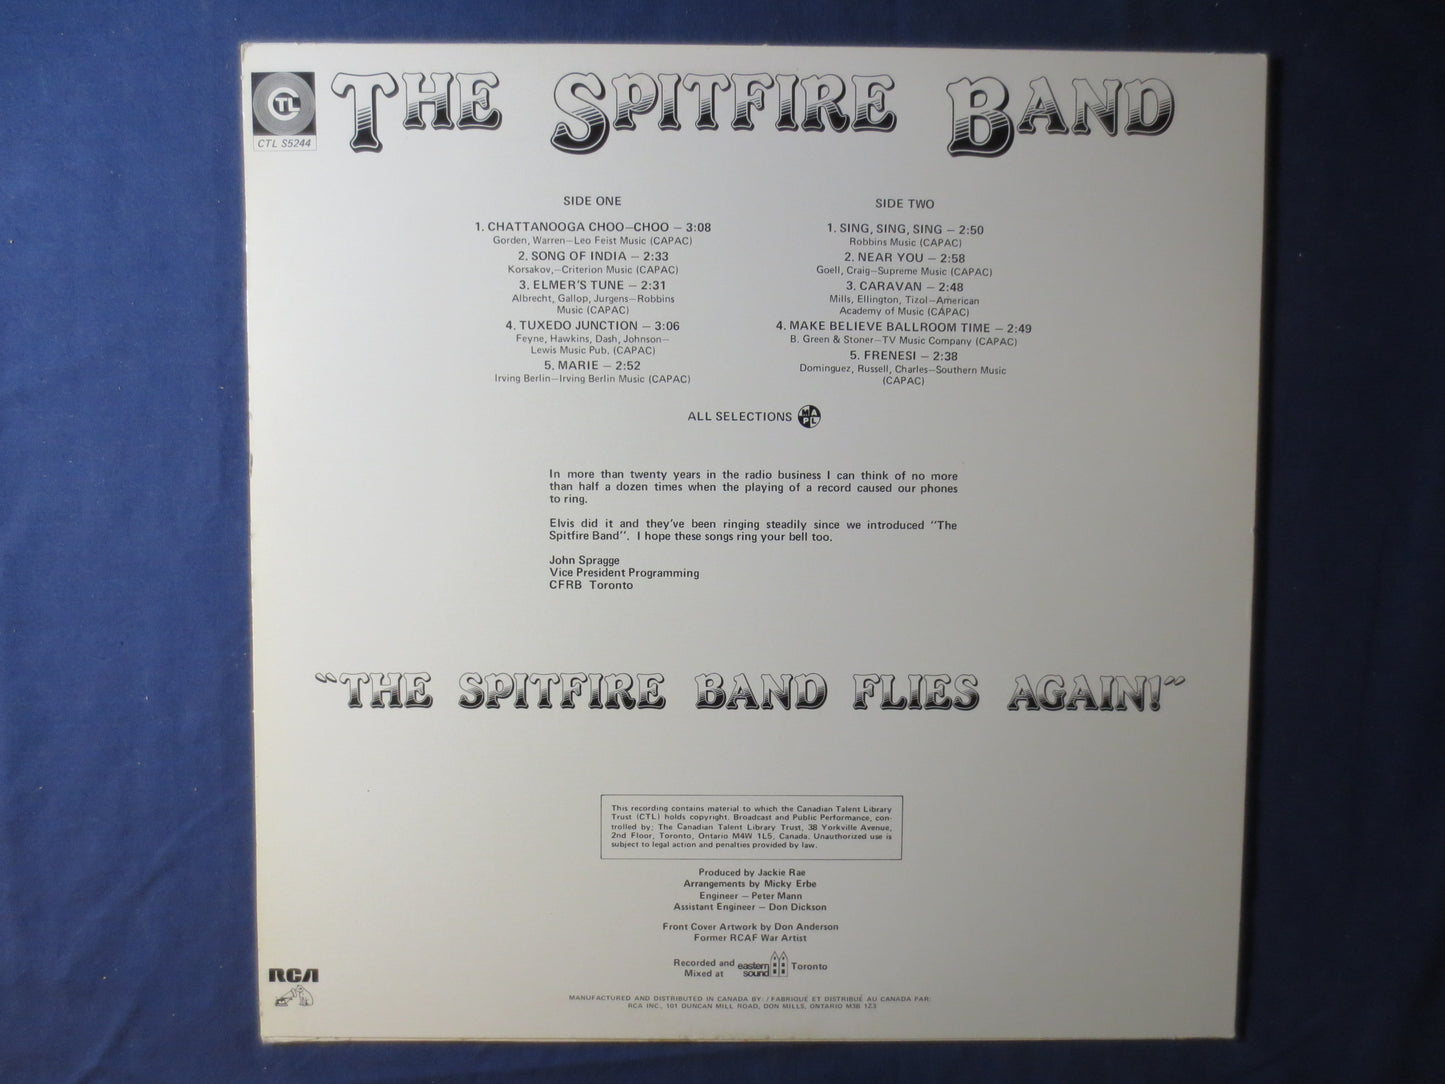 CTL
THE SPITFIRE BAND
CTL S5244
SIDE ONE
1. CHATTANOOGA CHOO-CHOO – 3:08
Gorden, Warren–Leo Feist Music (CAPAC)
2. SONG OF INDIA – 2:33
Korsakov,–Criterion Music (CAPAC)
3. ELMER'S TUNE – 2:31
Albrecht, Gallop, Jurgens–Robbins
Music (CAPAC)
4. TUXEDO JUNCTION – 3:06
Feyne, Hawkins, Dash, Johnson–
Lewis Music Pub. (CAPAC)
5. MARIE – 2:52
Irving Berlin–Irving Berlin Music (CAPAC)
SIDE TWO
1. SING, SING, SING – 2:50
Robbins Music (CAPAC)
2. NEAR YOU – 2:58
Goell, Craig–Supreme Music (CAPAC)
3. CARAVAN – 2:48
Mills, Ellington, Tizol–American
Academy of Music (CAPAC)
4. MAKE BELIEVE BALLROOM TIME – 2:49
B. Green & Stoner–TV Music Company (CAPAC)
5. FRENESI – 2:38
Dominguez, Russell, Charles–Southern Music
(CAPAC)
ALL SELECTIONS MAPL
In more than twenty years in the radio business I can think of no more
than half a dozen times when the playing of a record caused our phones
to ring.
Elvis did it and they've been ringing steadily since we introduced "The
Spitfire Band". I hope these songs ring your bell too.
John Spragge
Vice President Programming
CFRB Toronto
"THE SPITFIRE BAND FLIES AGAIN!"
This recording contains material to which the Canadian Talent Library
Trust (CTL) holds copyright. Broadcast and Public Performance, con-
trolled by: The Canadian Talent Library Trust, 38 Yorkville Avenue,
2nd Floor, Toronto, Ontario M4W 1L5, Canada. Unauthorized use is
subject to legal action and penalties provided by law.
Produced by Jackie Rae
Arrangements by Micky Erbe
Engineer – Peter Mann
Assistant Engineer – Don Dickson
Front Cover Artwork by Don Anderson
Former RCAF War Artist
Recorded and
Mixed at
eastern
sound
Toronto
RCA
MANUFACTURED AND DISTRIBUTED IN CANADA BY: / FABRIQUÉ ET DISTRIBUÉ AU CANADA PAR:
RCA INC., 101 DUNCAN MILL ROAD, DON MILLS, ONTARIO M3B 1Z3